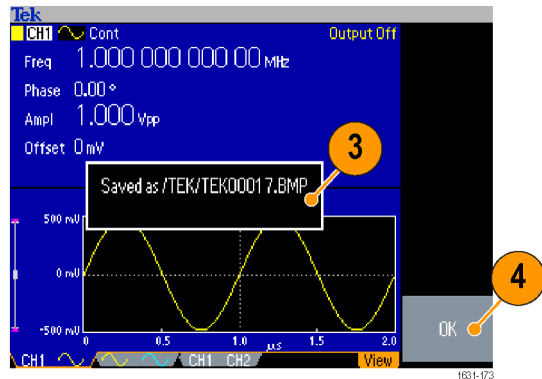 Tek
CH1 Cont Output Off
Freq 1.000 000 000 00 MHz
Phase 0.00 °
Ampl 1.000 Vpp
Offset 0 mV
3
Saved as /TEK/TEK00017.BMP
500 mV
0 mV
-500 mV
0 0.5 1.0 µs 1.5 2.0
4
OK
CH1 CH1 CH2 View
1631-173